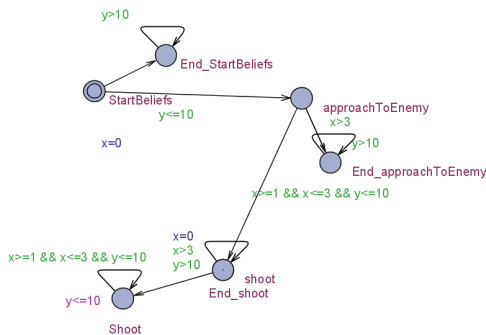 y>10
End_StartBeliefs
StartBeliefs
y<=10
approachToEnemy
x>3
y>10
x=0
End_approachToEnemy
x>=1 && x<=3 && y<=10
x=0
x>3
y>10
x>=1 && x<=3 && y<=10
shoot
End_shoot
y<=10
Shoot